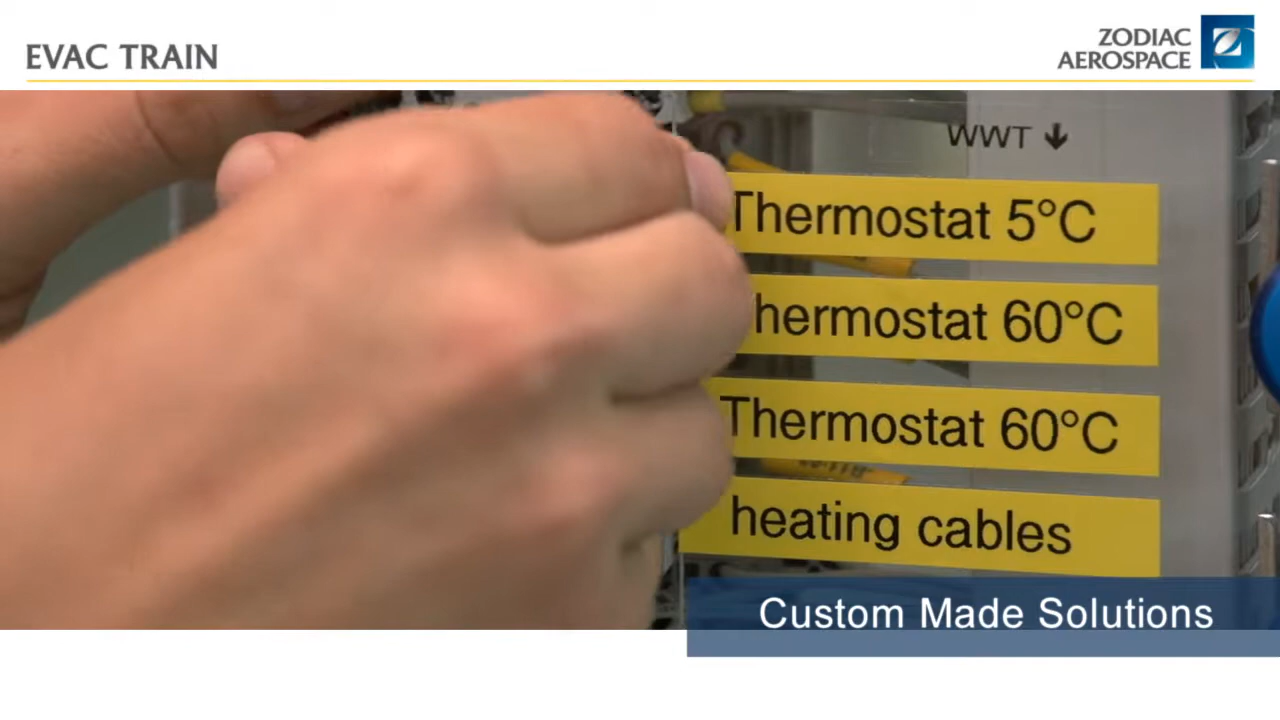 EVAC TRAIN
ZODIAC
AEROSPACE
WWT ↓
Thermostat 5°C
hermostat 60°C
Thermostat 60°C
heating cables
Custom Made Solutions